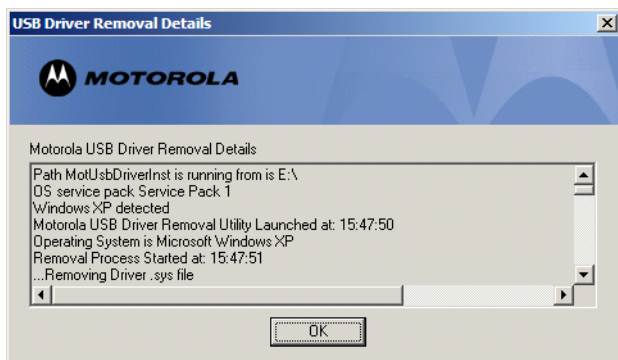 USB Driver Removal Details
MOTOROLA
Motorola USB Driver Removal Details
Path MotUsbDriverInst is running from is E:\
OS service pack Service Pack 1
Windows XP detected
Motorola USB Driver Removal Utility Launched at: 15:47:50
Operating System is Microsoft Windows XP
Removal Process Started at: 15:47:51
...Removing Driver .sys file
OK